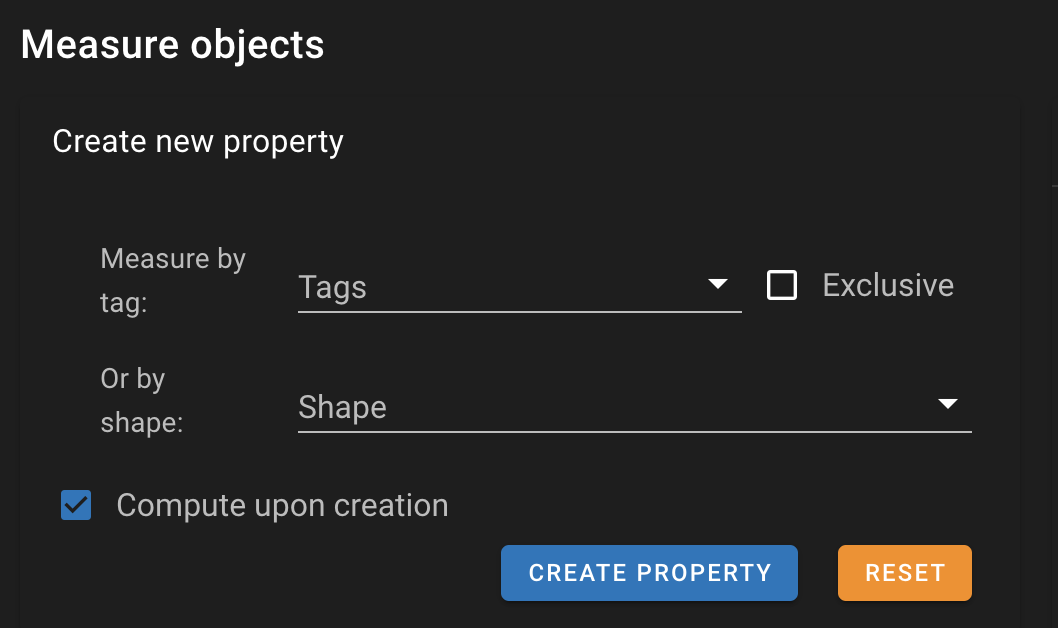 Measure objects
Create new property
Measure by
tag:
Tags
Exclusive
Or by
shape:
Shape
Compute upon creation
CREATE PROPERTY
RESET